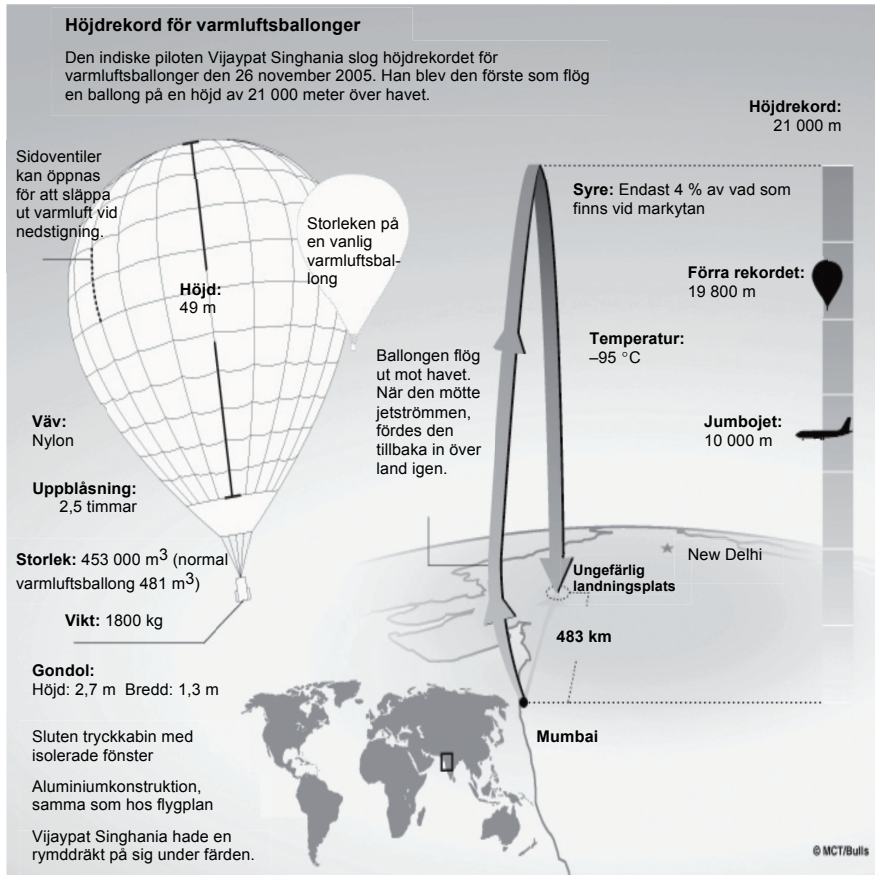 Höjdrekord för varmluftsballonger
Den indiske piloten Vijaypat Singhania slog höjdrekordet för
varmluftsballonger den 26 november 2005. Han blev den förste som flög
en ballong på en höjd av 21 000 meter över havet.
Sidoventiler
kan öppnas
för att släppa
ut varmluft vid
nedstigning.
Storleken på
en vanlig
varmluftsbal-
long
Höjd:
49 m
Väv:
Nylon
Uppblåsning:
2,5 timmar
Storlek: 453 000 m³ (normal
varmluftsballong 481 m³)
Vikt: 1800 kg
Gondol:
Höjd: 2,7 m Bredd: 1,3 m
Sluten tryckkabin med
isolerade fönster
Aluminiumkonstruktion,
samma som hos flygplan
Vijaypat Singhania hade en
rymddräkt på sig under färden.
Höjdrekord:
21 000 m
Syre: Endast 4 % av vad som
finns vid markytan
Förra rekordet:
19 800 m
Temperatur:
–95 °C
Ballongen flög
ut mot havet.
När den mötte
jetströmmen,
fördes den
tillbaka in över
land igen.
Jumbojet:
10 000 m
New Delhi
Ungefärlig
landningsplats
483 km
Mumbai
© MCT/Bulls